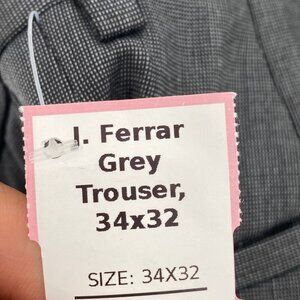 J. Ferrar
Grey
Trouser,
34x32
SIZE: 34X32